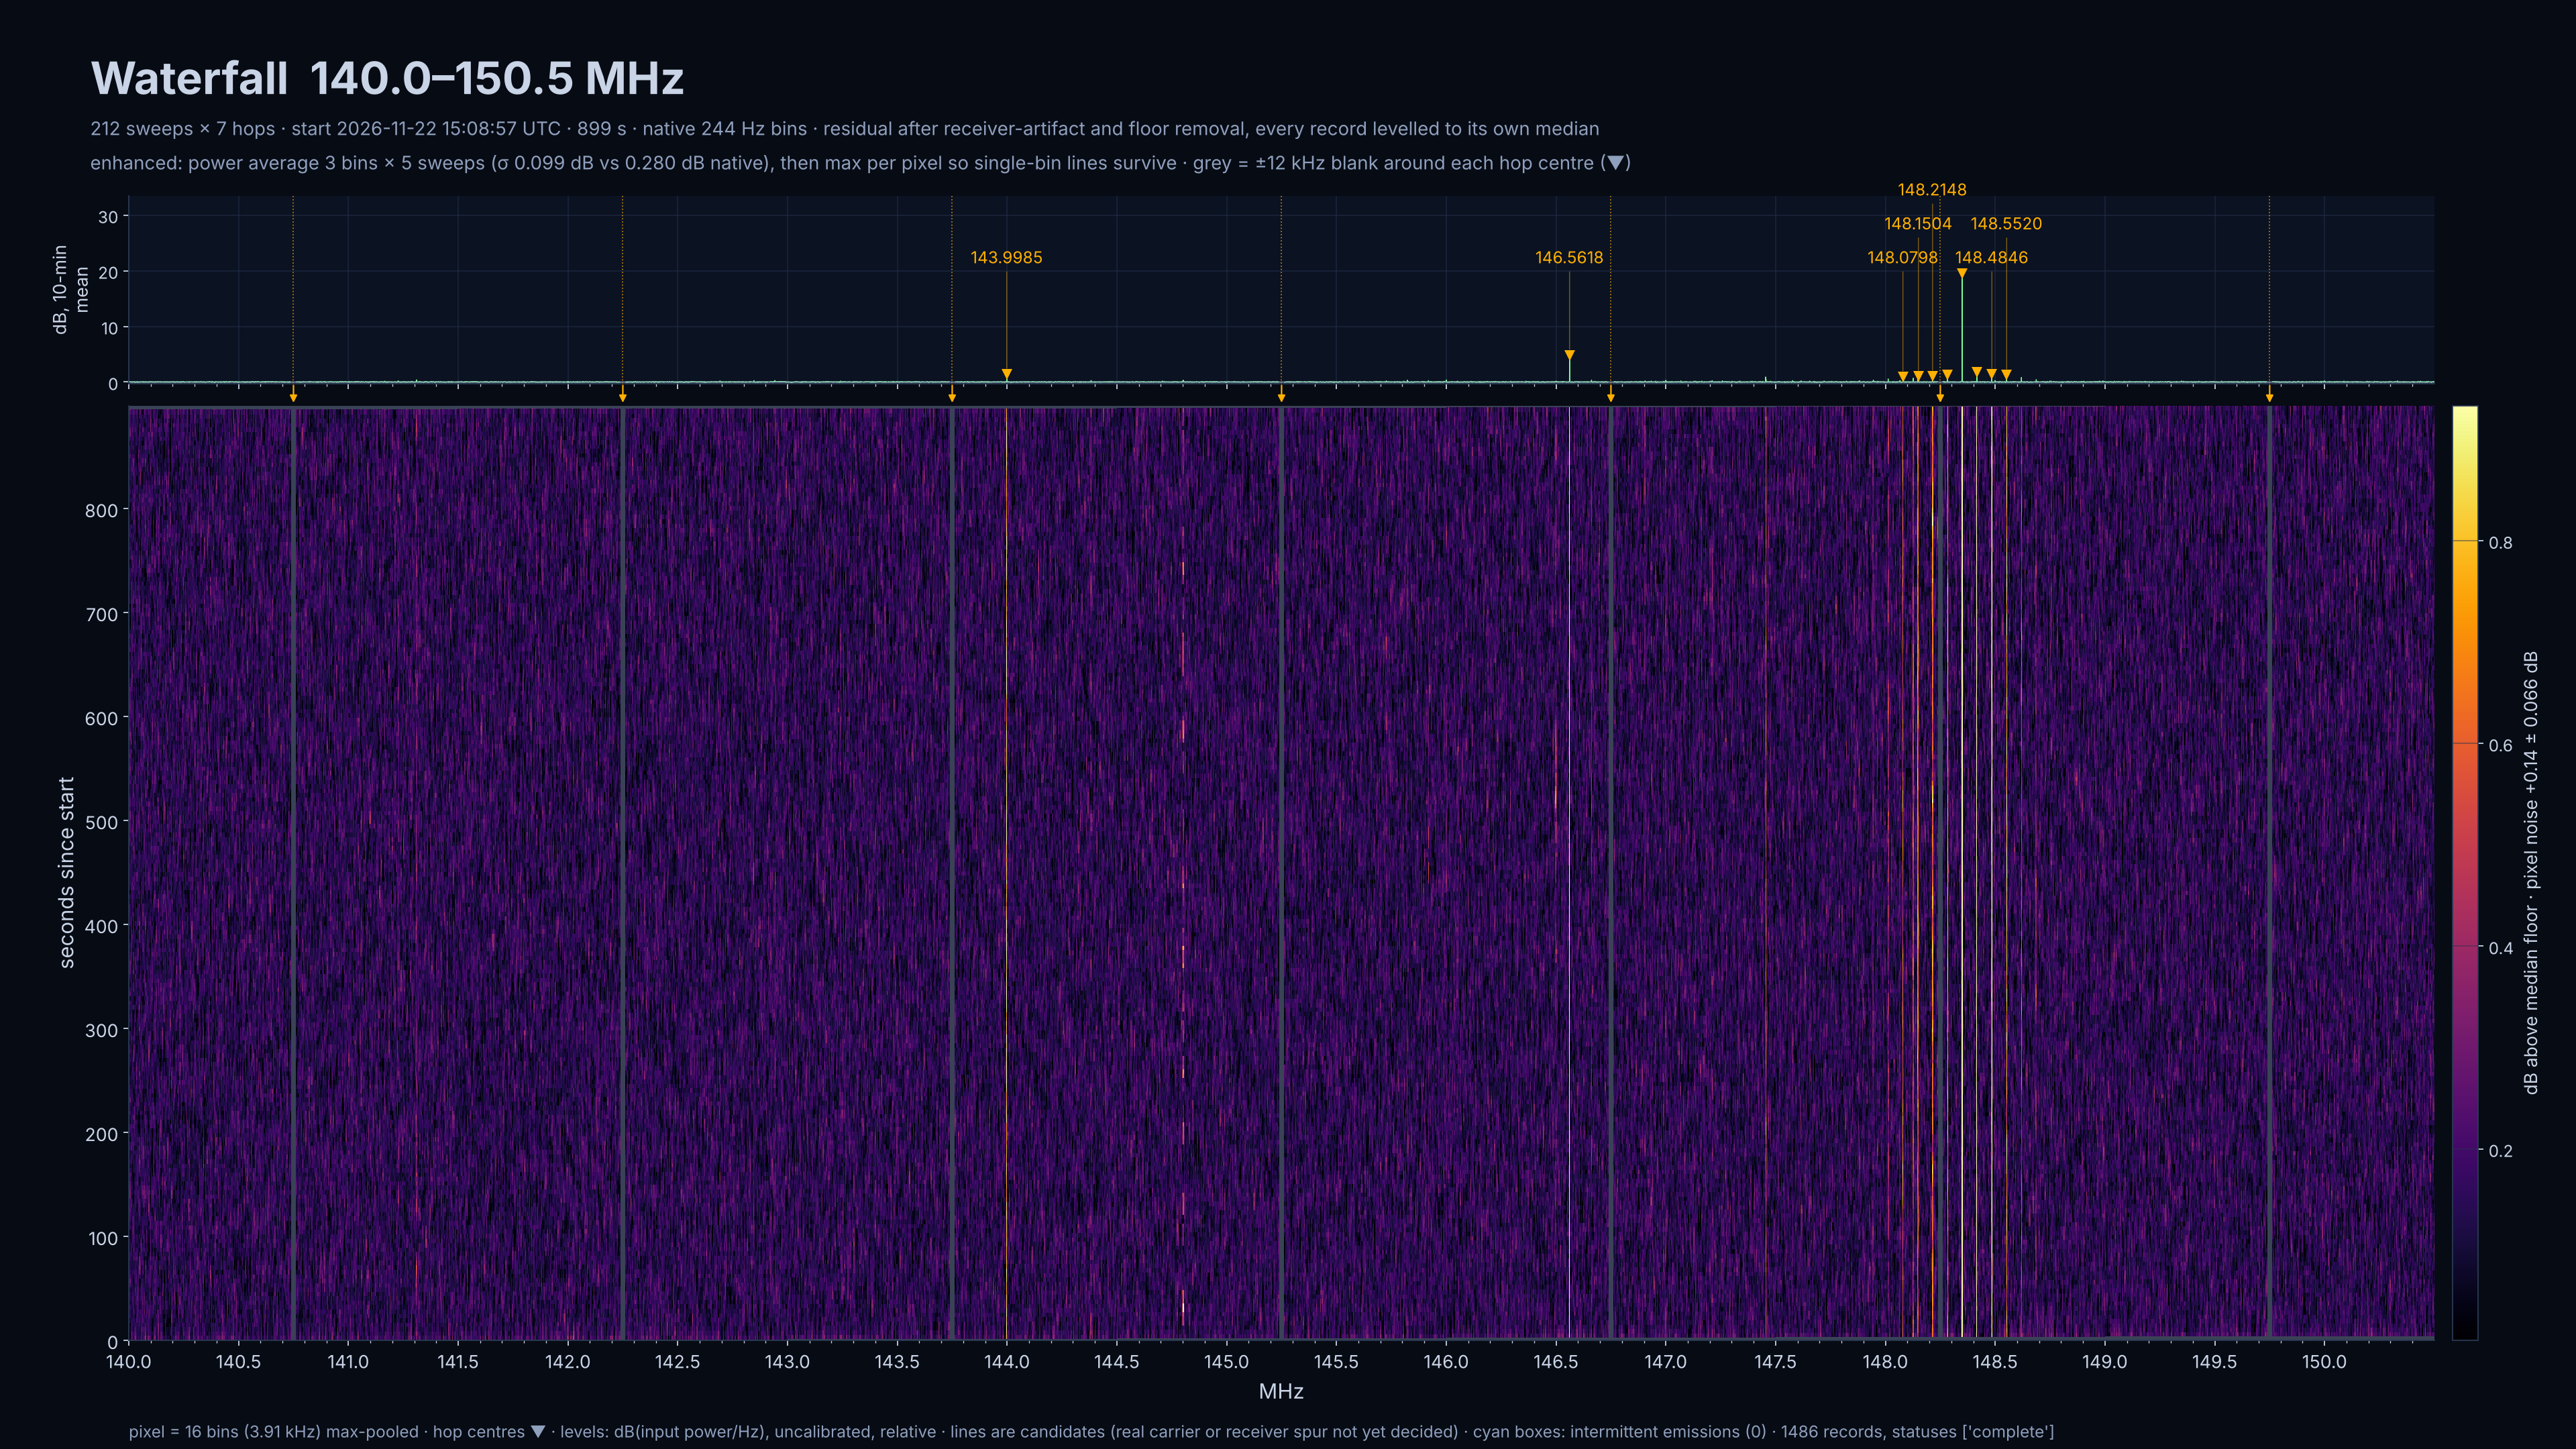 Waterfall 140.0–150.5 MHz
212 sweeps × 7 hops · start 2026-11-22 15:08:57 UTC · 899 s · native 244 Hz bins · residual after receiver-artifact and floor removal, every record levelled to its own median
enhanced: power average 3 bins × 5 sweeps (σ 0.099 dB vs 0.280 dB native), then max per pixel so single-bin lines survive · grey = ±12 kHz blank around each hop centre (▼)
148.2148
148.1504 148.5520
143.9985 146.5618 148.0798 148.4846
dB, 10-min
mean
30
20
10
0
seconds since start
800
700
600
500
400
300
200
100
0
0.8
0.6
0.4
0.2
dB above median floor · pixel noise +0.14 ± 0.066 dB
140.0 140.5 141.0 141.5 142.0 142.5 143.0 143.5 144.0 144.5 145.0 145.5 146.0 146.5 147.0 147.5 148.0 148.5 149.0 149.5 150.0
MHz
pixel = 16 bins (3.91 kHz) max-pooled · hop centres ▼ · levels: dB(input power/Hz), uncalibrated, relative · lines are candidates (real carrier or receiver spur not yet decided) · cyan boxes: intermittent emissions (0) · 1486 records, statuses ['complete']